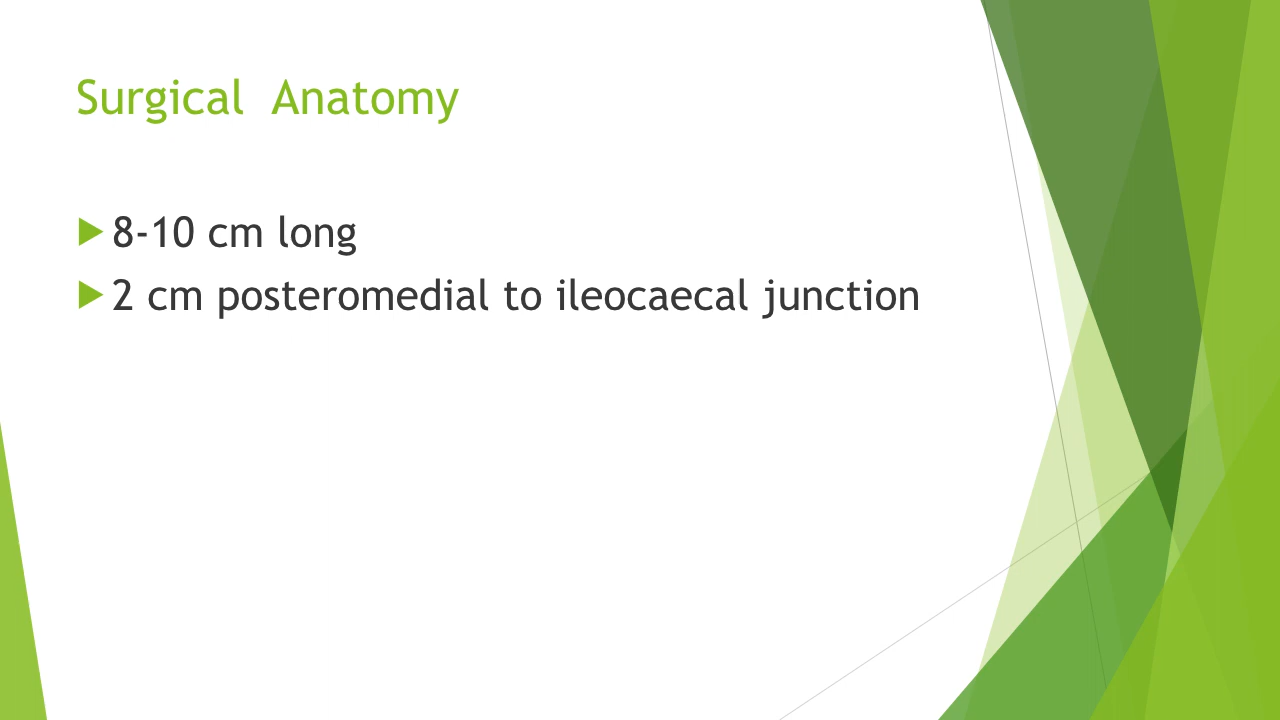 Surgical Anatomy
8-10 cm long
2 cm posteromedial to ileocaecal junction